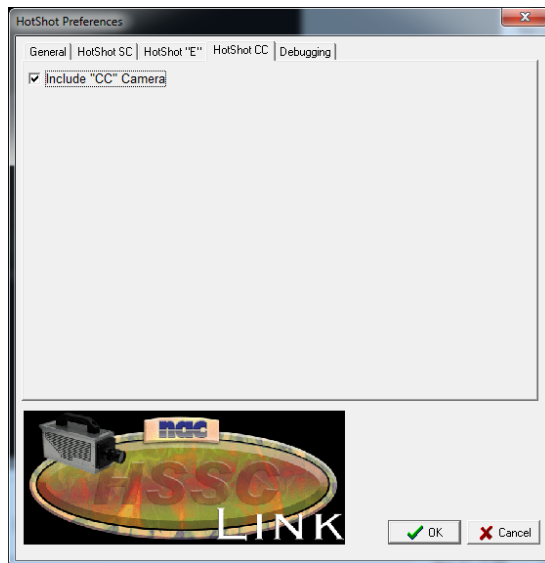 HotShot Preferences
General HotShot SC HotShot "E" HotShot CC Debugging
Include "CC" Camera
nac
HSSC
LINK
OK Cancel